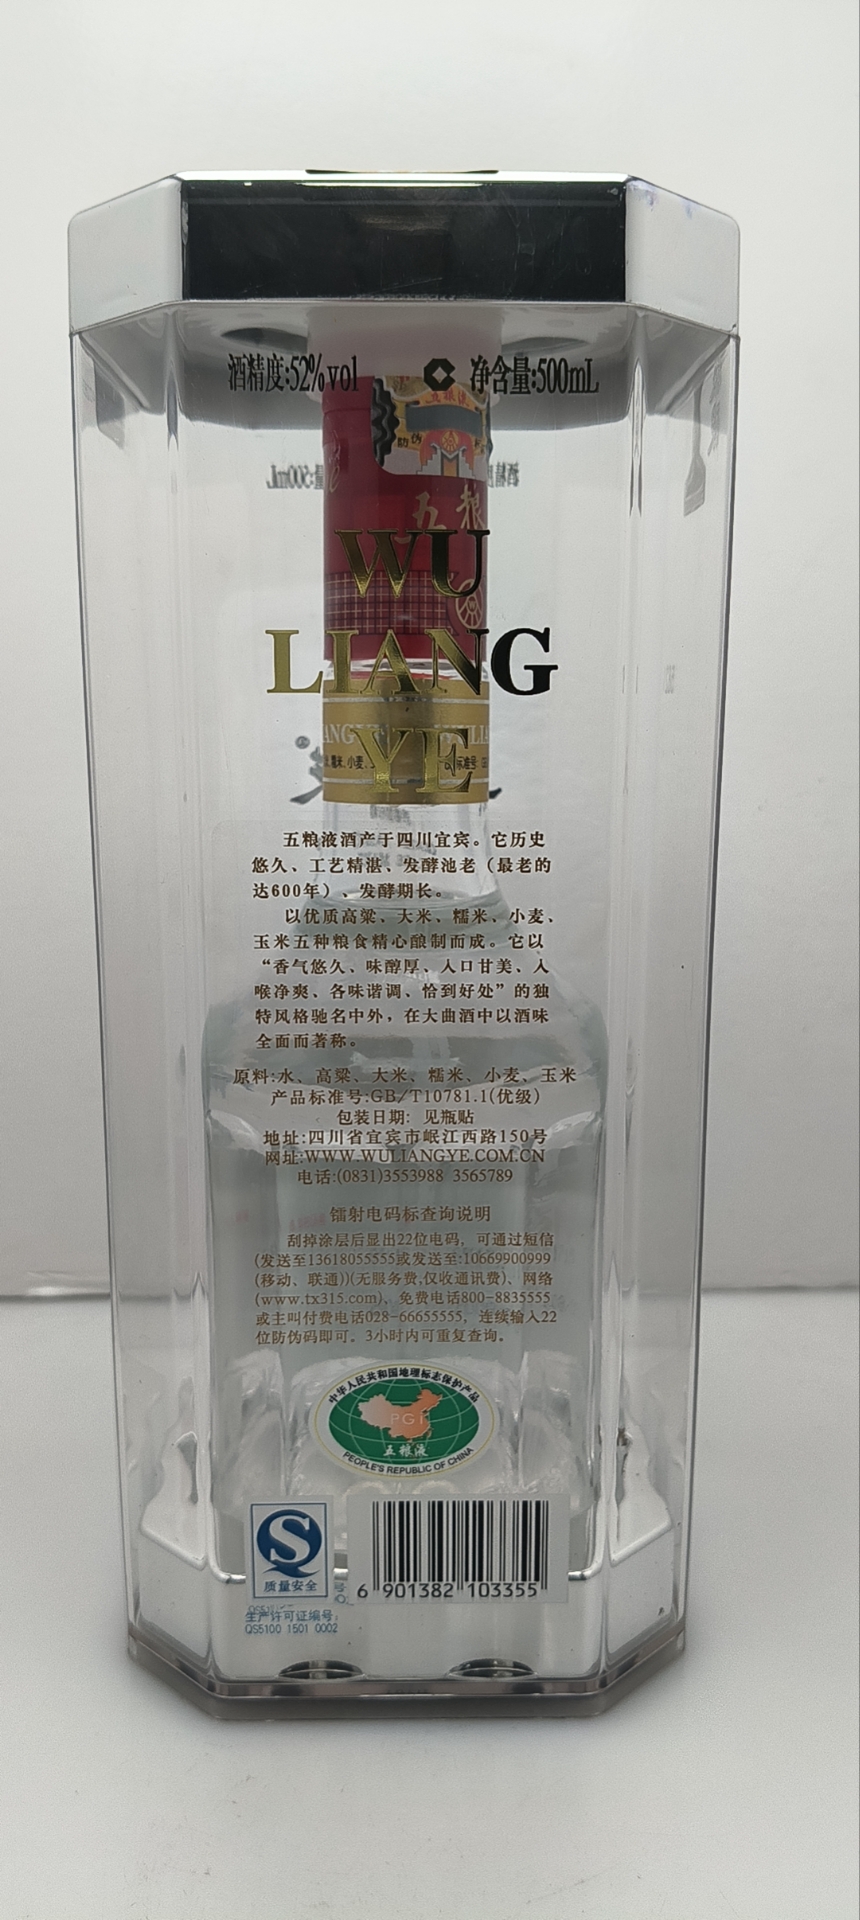 酒精度:52%vol 净含量:500mL
五粮液
防伪
五粮
WU
LIANG
YE
糯米、小麦、
标准号:
五粮液酒产于四川宜宾。它历史
悠久、工艺精湛、发酵池老（最老的
达600年）、发酵期长。
以优质高粱、大米、糯米、小麦、
玉米五种粮食精心酿制而成。它以
“香气悠久、味醇厚、入口甘美、入
喉净爽、各味谐调、恰到好处”的独
特风格驰名中外，在大曲酒中以酒味
全面而著称。
原料:水、高粱、大米、糯米、小麦、玉米
产品标准号:GB/T10781.1(优级)
包装日期: 见瓶贴
地址:四川省宜宾市岷江西路150号
网址:WWW.WULIANGYE.COM.CN
电话:(0831)3553988 3565789
镭射电码标查询说明
刮掉涂层后显出22位电码，可通过短信
(发送至13618055555或发送至:10669900999
(移动、联通))(无服务费,仅收通讯费)、网络
(www.tx315.com)、免费电话800-8835555
或主叫付费电话028-66655555，连续输入22
位防伪码即可。3小时内可重复查询。
中华人民共和国地理标志保护产品
PGI
五粮液
PEOPLE'S REPUBLIC OF CHINA
质量安全
6 901382 103355
生产许可证编号:
QS5100 1501 0002